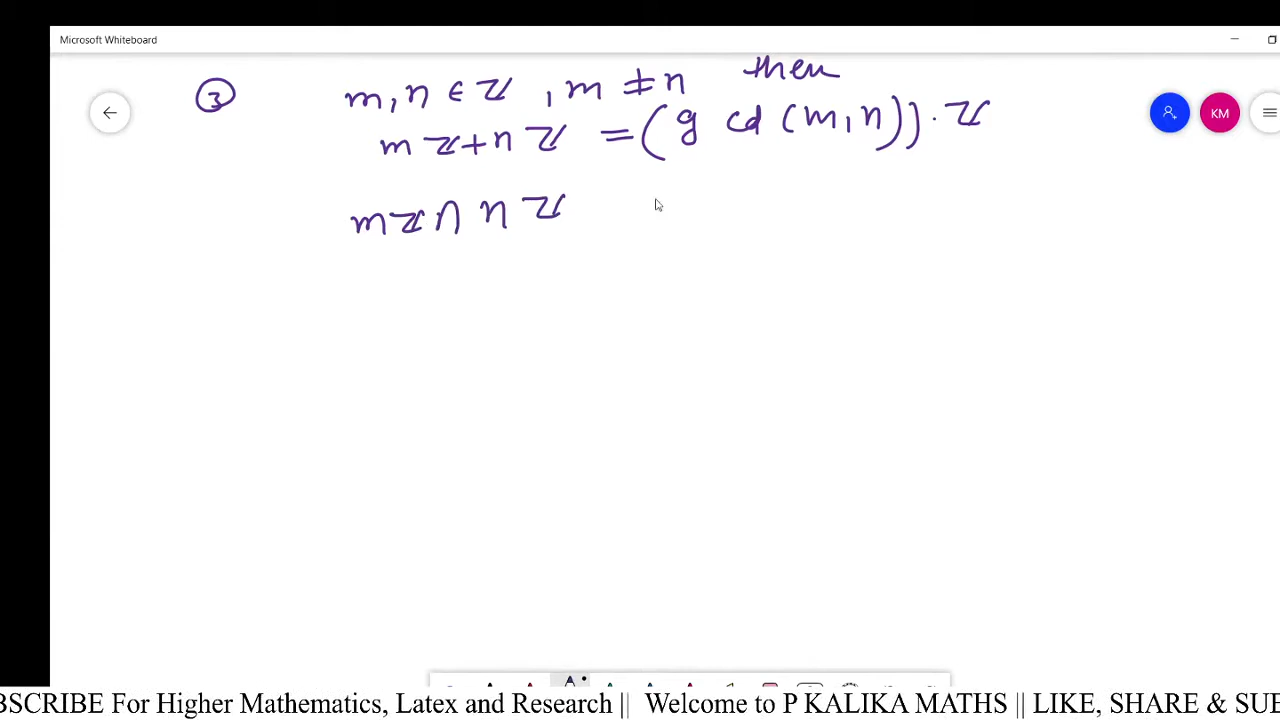 Microsoft Whiteboard
③ m, n ∈ ℤ, m ≠ n then
mℤ+nℤ = (gcd(m,n))·ℤ
mℤ ∩ nℤ
KM
BSCRIBE For Higher Mathematics, Latex and Research || Welcome to P KALIKA MATHS || LIKE, SHARE & SUB